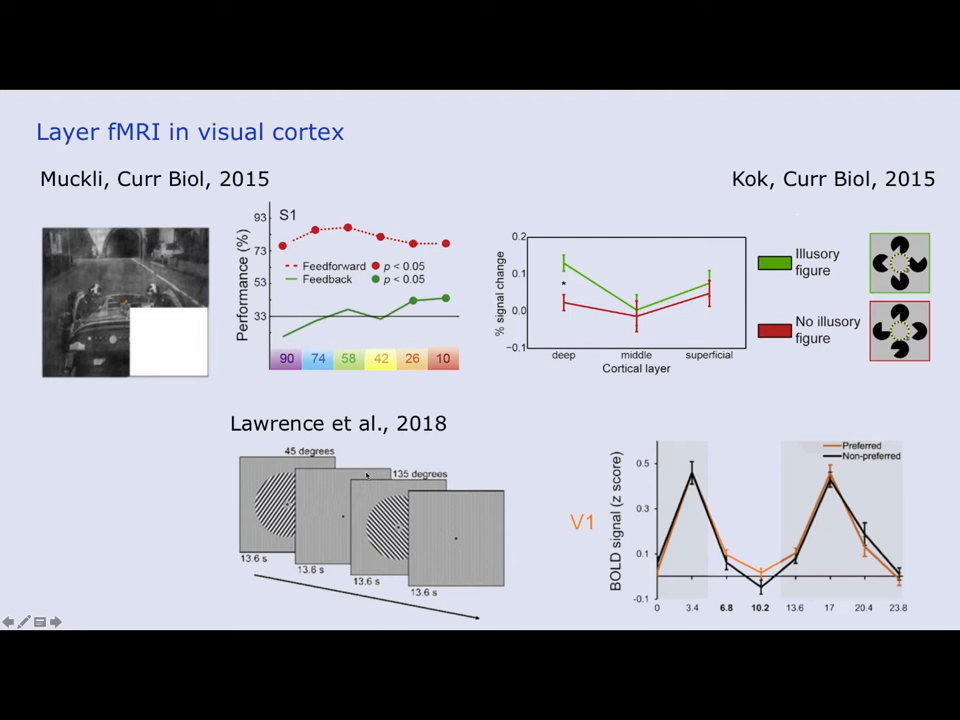 Layer fMRI in visual cortex
Muckli, Curr Biol, 2015
Kok, Curr Biol, 2015
S1
Performance (%)
93
73
53
33
Feedforward p < 0.05
Feedback p < 0.05
90 74 58 42 26 10
% signal change
0.2
0.1
0.0
−0.1
*
deep middle superficial
Cortical layer
Illusory
figure
No illusory
figure
Lawrence et al., 2018
45 degrees
135 degrees
13.6 s
13.6 s
13.6 s
13.6 s
V1
BOLD signal (z score)
0.5
0.3
0.1
-0.1
Preferred
Non-preferred
0 3.4 6.8 10.2 13.6 17 20.4 23.8